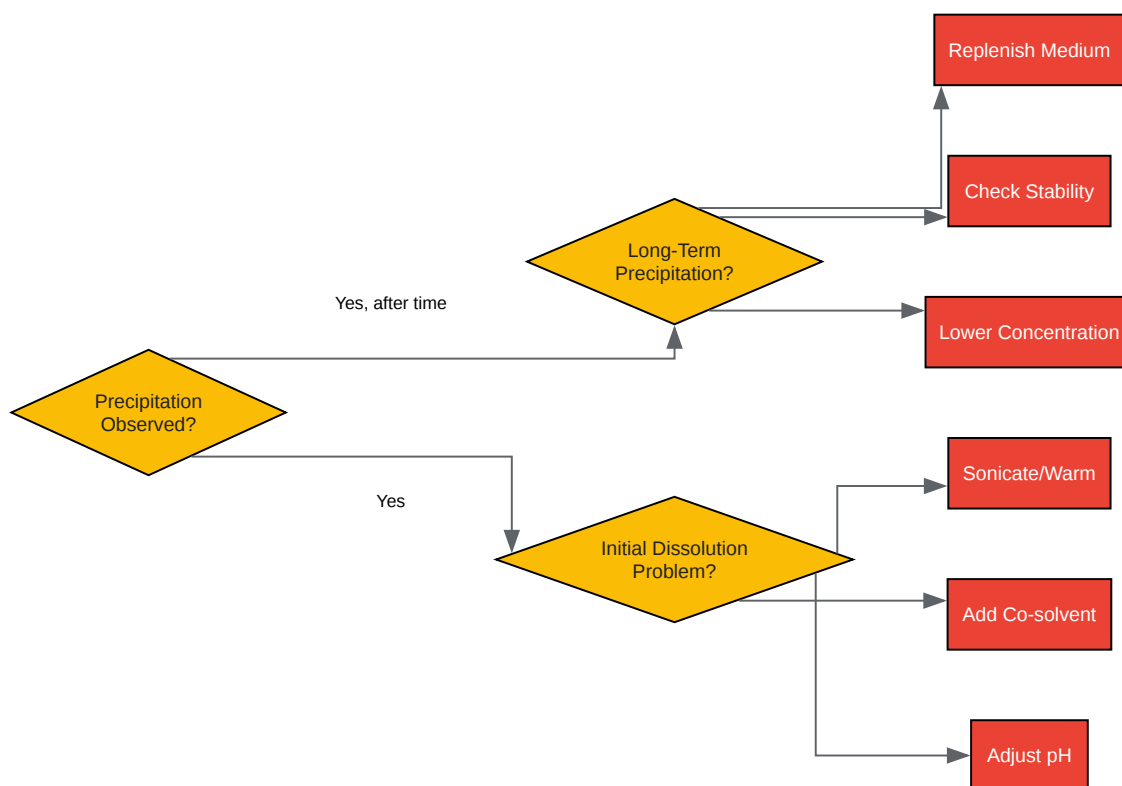 Replenish Medium
Check Stability
Long-Term
Precipitation?
Yes, after time
Lower Concentration
Precipitation
Observed?
Sonicate/Warm
Yes
Initial Dissolution
Problem?
Add Co-solvent
Adjust pH